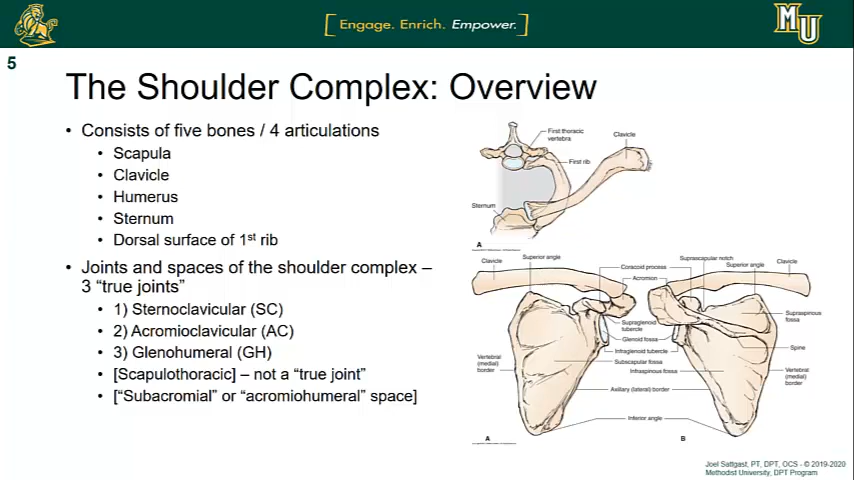 [ Engage. Enrich. Empower. ]
MU
5
The Shoulder Complex: Overview
• Consists of five bones / 4 articulations
• Scapula
• Clavicle
• Humerus
• Sternum
• Dorsal surface of 1st rib
• Joints and spaces of the shoulder complex –
3 “true joints”
• 1) Sternoclavicular (SC)
• 2) Acromioclavicular (AC)
• 3) Glenohumeral (GH)
• [Scapulothoracic] – not a “true joint”
• [“Subacromial” or “acromiohumeral” space]
First thoracic
vertebra
Clavicle
First rib
Sternum
A
Clavicle
Superior angle
Coracoid process
Acromion
Suprascapular notch
Superior angle
Clavicle
Supraglenoid
tubercle
Glenoid fossa
Infraglenoid tubercle
Subscapular fossa
Infraspinous fossa
Supraspinous
fossa
Spine
Vertebral
(medial)
border
Vertebral
(medial)
border
Axillary (lateral) border
Inferior angle
A
B
Joel Sattgast, PT, DPT, OCS - © 2019-2020
Methodist University, DPT Program